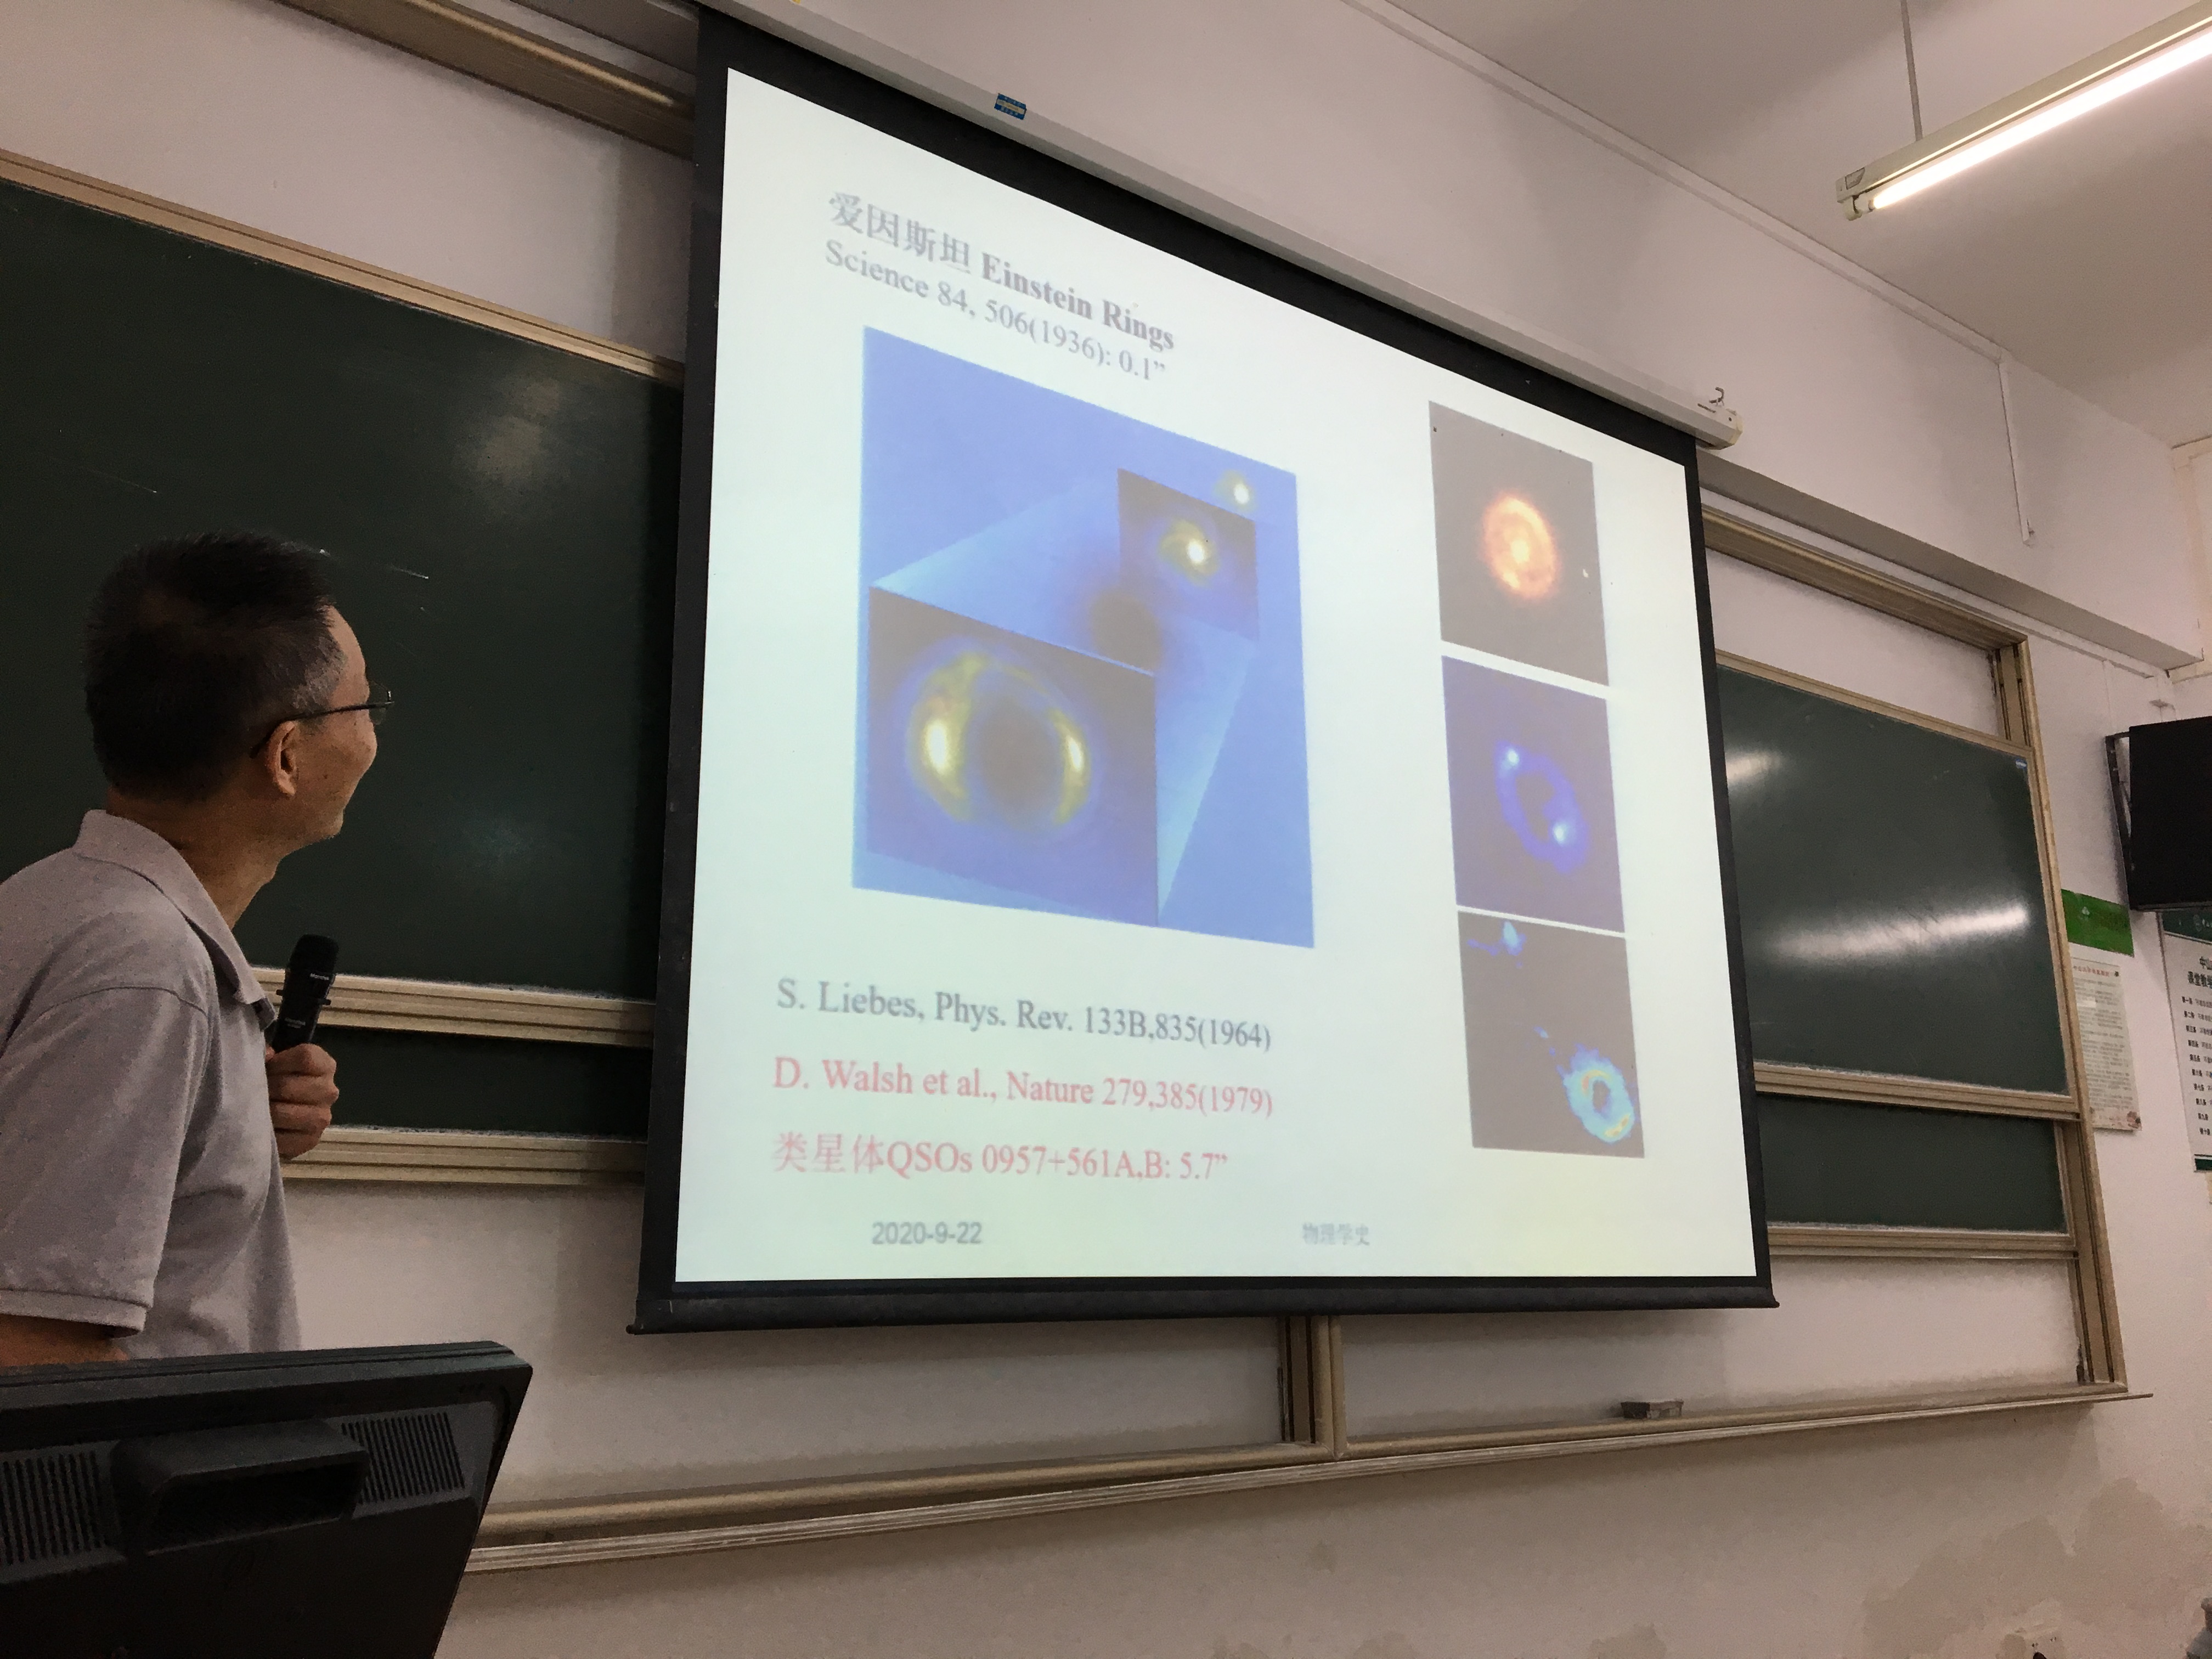 爱因斯坦 Einstein Rings
Science 84, 506(1936): 0.1”
S. Liebes, Phys. Rev. 133B,835(1964)
D. Walsh et al., Nature 279,385(1979)
类星体QSOs 0957+561A,B: 5.7”
2020-9-22
物理学史